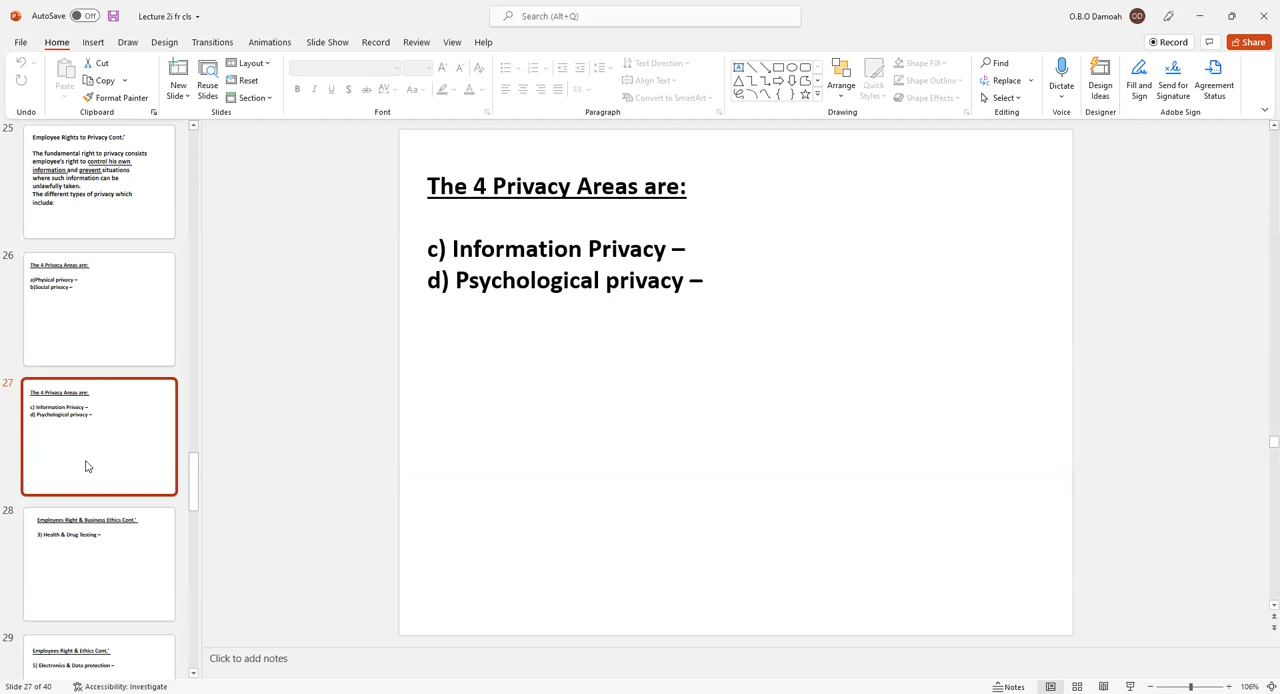 AutoSave Off Lecture 2i fr cls Search (Alt+Q) O.B.O Damoah OD
File Home Insert Draw Design Transitions Animations Slide Show Record Review View Help Record Share
Cut Layout Text Direction Shape Fill Find
Paste Copy New Slide Reuse Slides Reset Align Text Arrange Quick Styles Shape Outline Replace Dictate Design Ideas Fill and Sign Send for Signature Agreement Status
Format Painter Section B I U S ab AV Aa A Convert to SmartArt Shape Effects Select
Undo Clipboard Slides Font Paragraph Drawing Editing Voice Designer Adobe Sign
25
Employee Rights to Privacy Cont.'
The fundamental right to privacy consists
employee's right to control his own
information and prevent situations
where such information can be
unlawfully taken.
The different types of privacy which
include:
26
The 4 Privacy Areas are:
a)Physical privacy –
b)Social privacy –
27
The 4 Privacy Areas are:
c) Information Privacy –
d) Psychological privacy –
28
Employees Right & Business Ethics Cont.'
3) Health & Drug Testing –
29
Employees Right & Ethics Cont.'
5) Electronics & Data protection –
The 4 Privacy Areas are:
c) Information Privacy –
d) Psychological privacy –
Click to add notes
Slide 27 of 40 Accessibility: Investigate Notes 106%